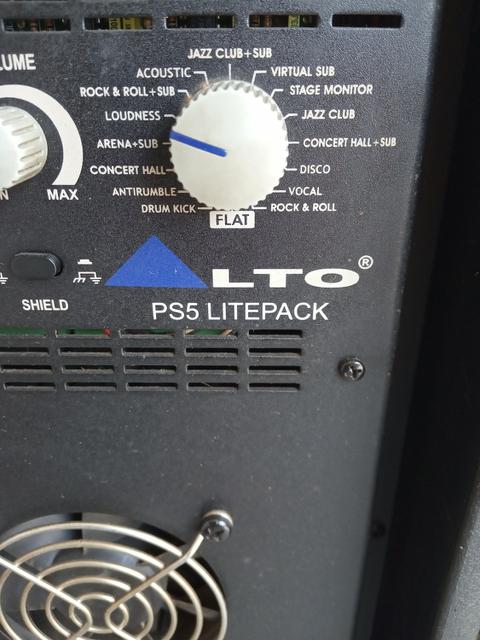 LUME
JAZZ CLUB+SUB
ACOUSTIC
VIRTUAL SUB
ROCK & ROLL+SUB
STAGE MONITOR
LOUDNESS
JAZZ CLUB
ARENA+SUB
CONCERT HALL+SUB
CONCERT HALL
DISCO
ANTIRUMBLE
VOCAL
DRUM KICK
ROCK & ROLL
FLAT
N
MAX
SHIELD
ALTO®
PS5 LITEPACK